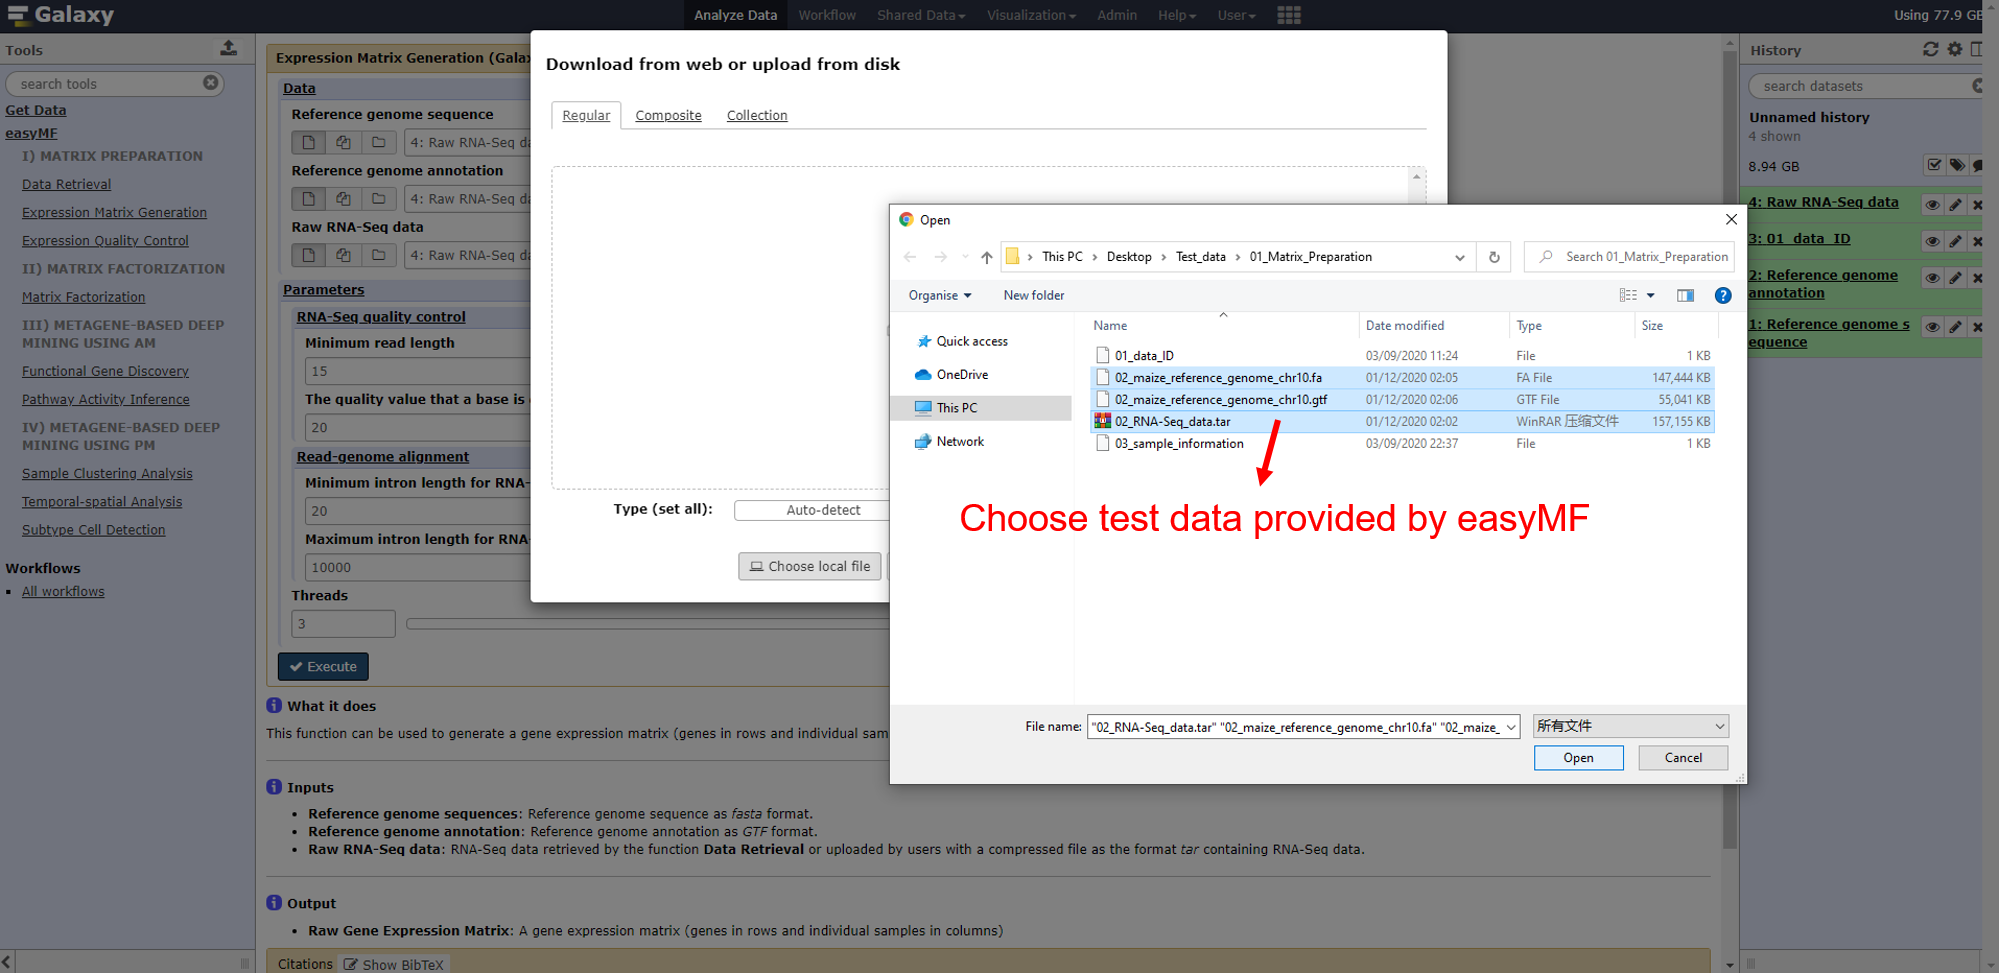 Galaxy
Analyze Data Workflow Shared Data Visualization Admin Help User
Using 77.9 GB
Tools
search tools
Get Data
easyMF
I) MATRIX PREPARATION
Data Retrieval
Expression Matrix Generation
Expression Quality Control
II) MATRIX FACTORIZATION
Matrix Factorization
III) METAGENE-BASED DEEP
MINING USING AM
Functional Gene Discovery
Pathway Activity Inference
IV) METAGENE-BASED DEEP
MINING USING PM
Sample Clustering Analysis
Temporal-spatial Analysis
Subtype Cell Detection
Workflows
All workflows
Expression Matrix Generation (Galax
Data
Reference genome sequence
4: Raw RNA-Seq da
Reference genome annotation
4: Raw RNA-Seq da
Raw RNA-Seq data
4: Raw RNA-Seq da
Parameters
RNA-Seq quality control
Minimum read length
15
The quality value that a base is
20
Read-genome alignment
Minimum intron length for RNA-
20
Maximum intron length for RNA-
10000
Threads
3
Execute
What it does
This function can be used to generate a gene expression matrix (genes in rows and individual sam
Inputs
Reference genome sequences: Reference genome sequence as fasta format.
Reference genome annotation: Reference genome annotation as GTF format.
Raw RNA-Seq data: RNA-Seq data retrieved by the function Data Retrieval or uploaded by users with a compressed file as the format tar containing RNA-Seq data.
Output
Raw Gene Expression Matrix: A gene expression matrix (genes in rows and individual samples in columns)
Citations Show BibTeX
Download from web or upload from disk
Regular Composite Collection
Type (set all): Auto-detect
Choose local file
Open
This PC Desktop Test_data 01_Matrix_Preparation
Search 01_Matrix_Preparation
Organise New folder
Quick access
OneDrive
This PC
Network
Name Date modified Type Size
01_data_ID 03/09/2020 11:24 File 1 KB
02_maize_reference_genome_chr10.fa 01/12/2020 02:05 FA File 147,444 KB
02_maize_reference_genome_chr10.gtf 01/12/2020 02:06 GTF File 55,041 KB
02_RNA-Seq_data.tar 01/12/2020 02:02 WinRAR 压缩文件 157,155 KB
03_sample_information 03/09/2020 22:37 File 1 KB
Choose test data provided by easyMF
File name: "02_RNA-Seq_data.tar" "02_maize_reference_genome_chr10.fa" "02_maize_
所有文件
Open Cancel
History
search datasets
Unnamed history
4 shown
8.94 GB
4: Raw RNA-Seq data
3: 01_data_ID
2: Reference genome
annotation
1: Reference genome s
equence